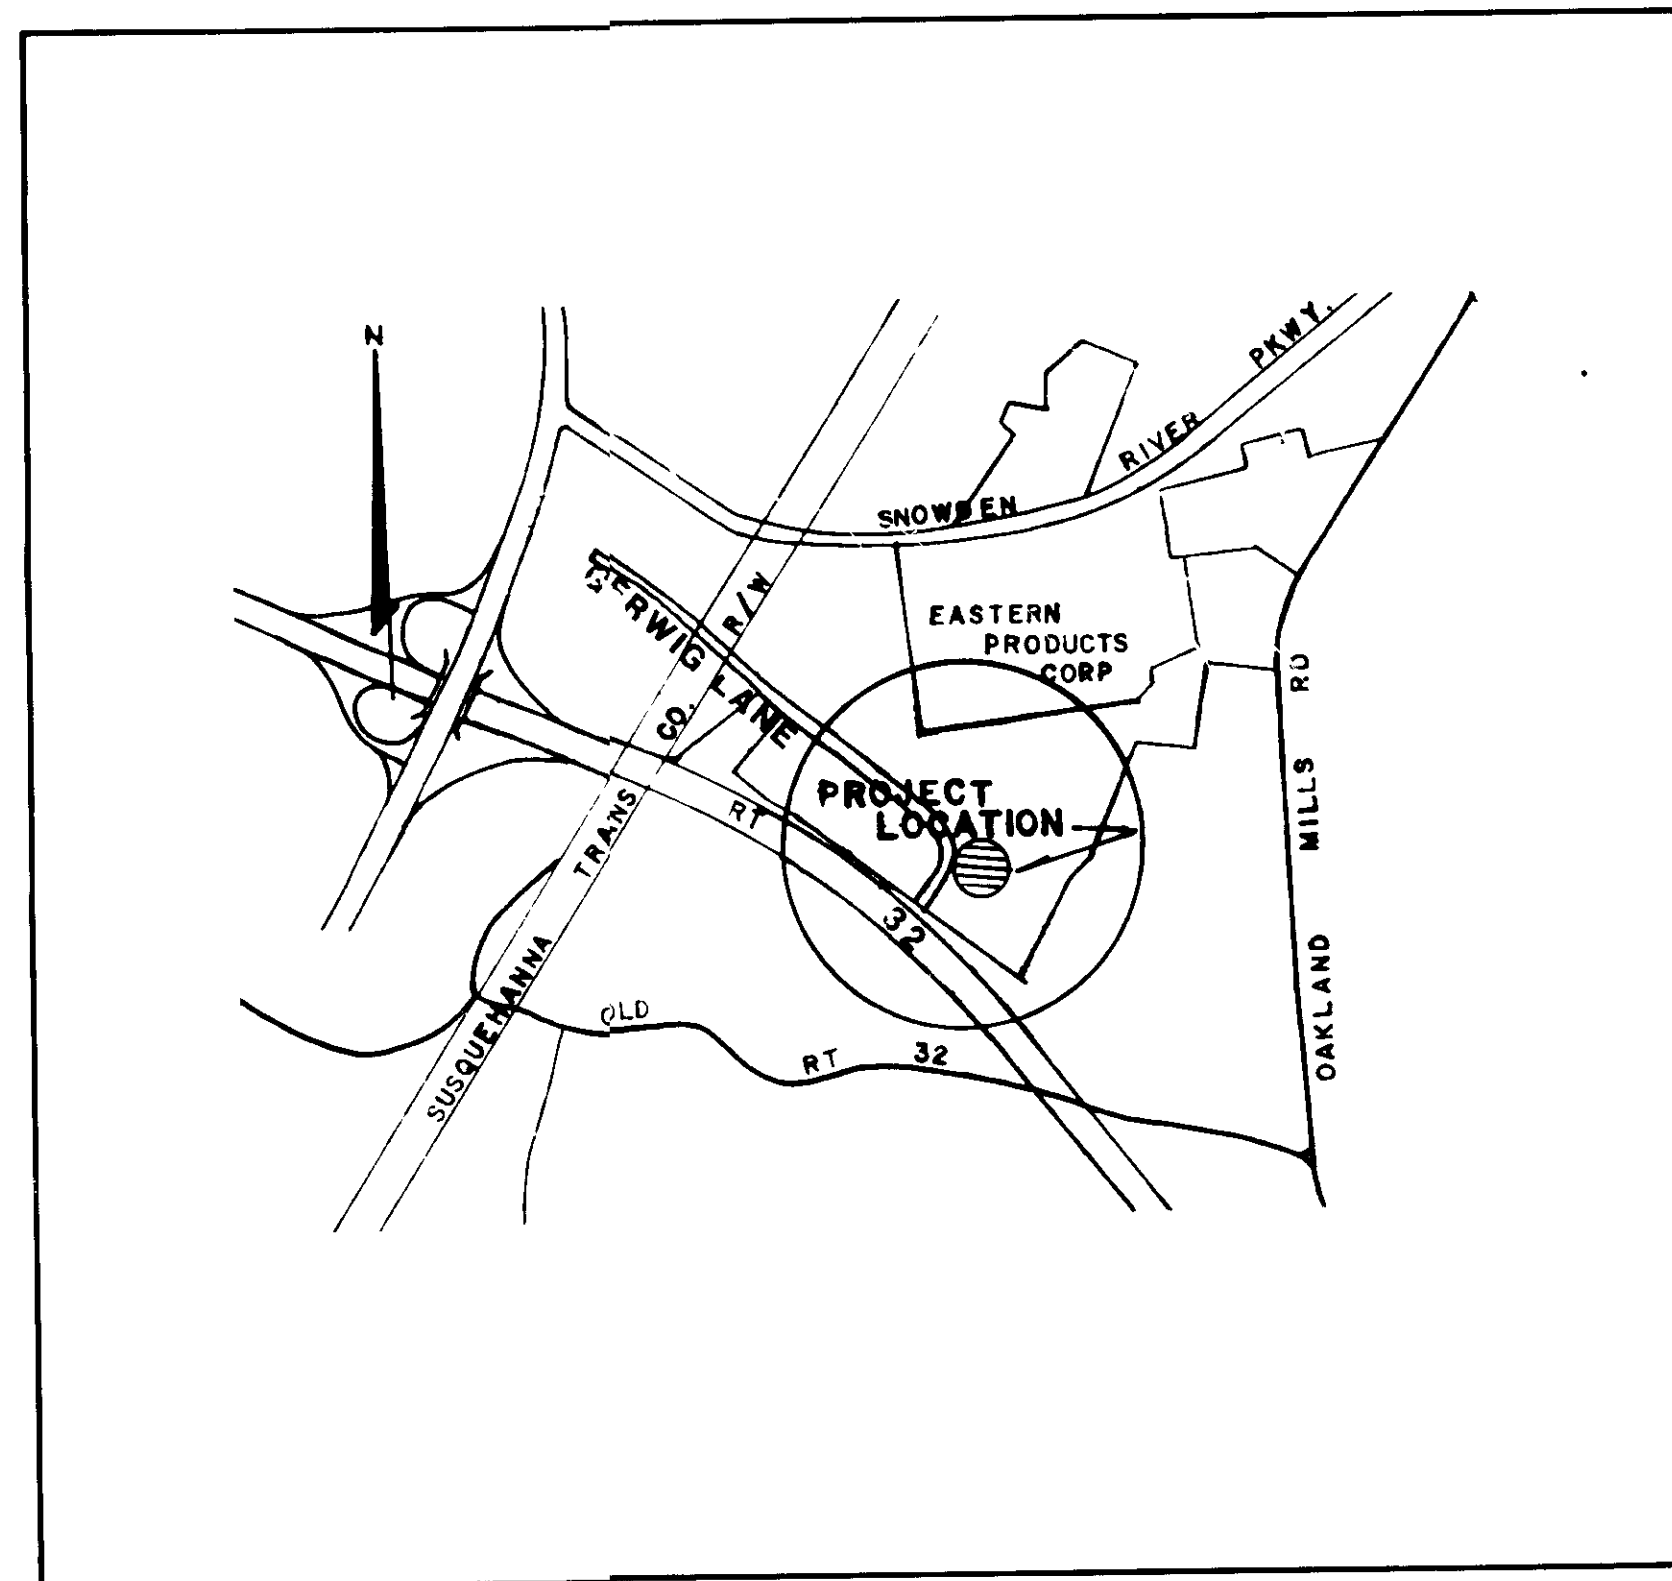 N
SNOWDEN RIVER PKWY.
GERWIG LANE
SUSQUEHANNA TRANS CO. R/W
EASTERN
PRODUCTS
CORP
PROJECT
LOCATION
RT 32
OLD RT 32
OAKLAND MILLS RD